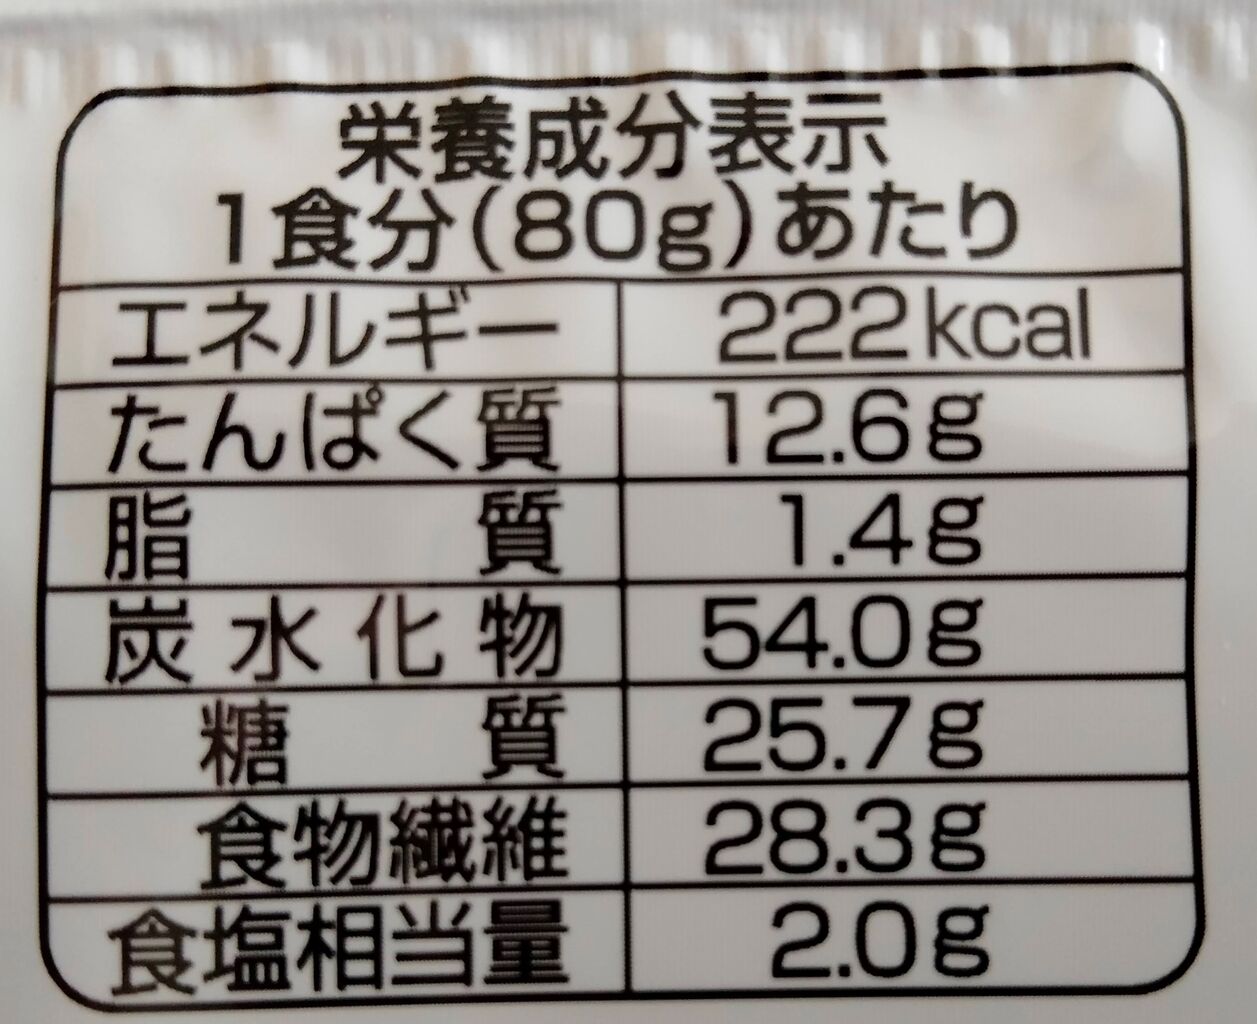 栄養成分表示
1食分(80g)あたり
エネルギー 222kcal
たんぱく質 12.6g
脂質 1.4g
炭水化物 54.0g
糖質 25.7g
食物繊維 28.3g
食塩相当量 2.0g